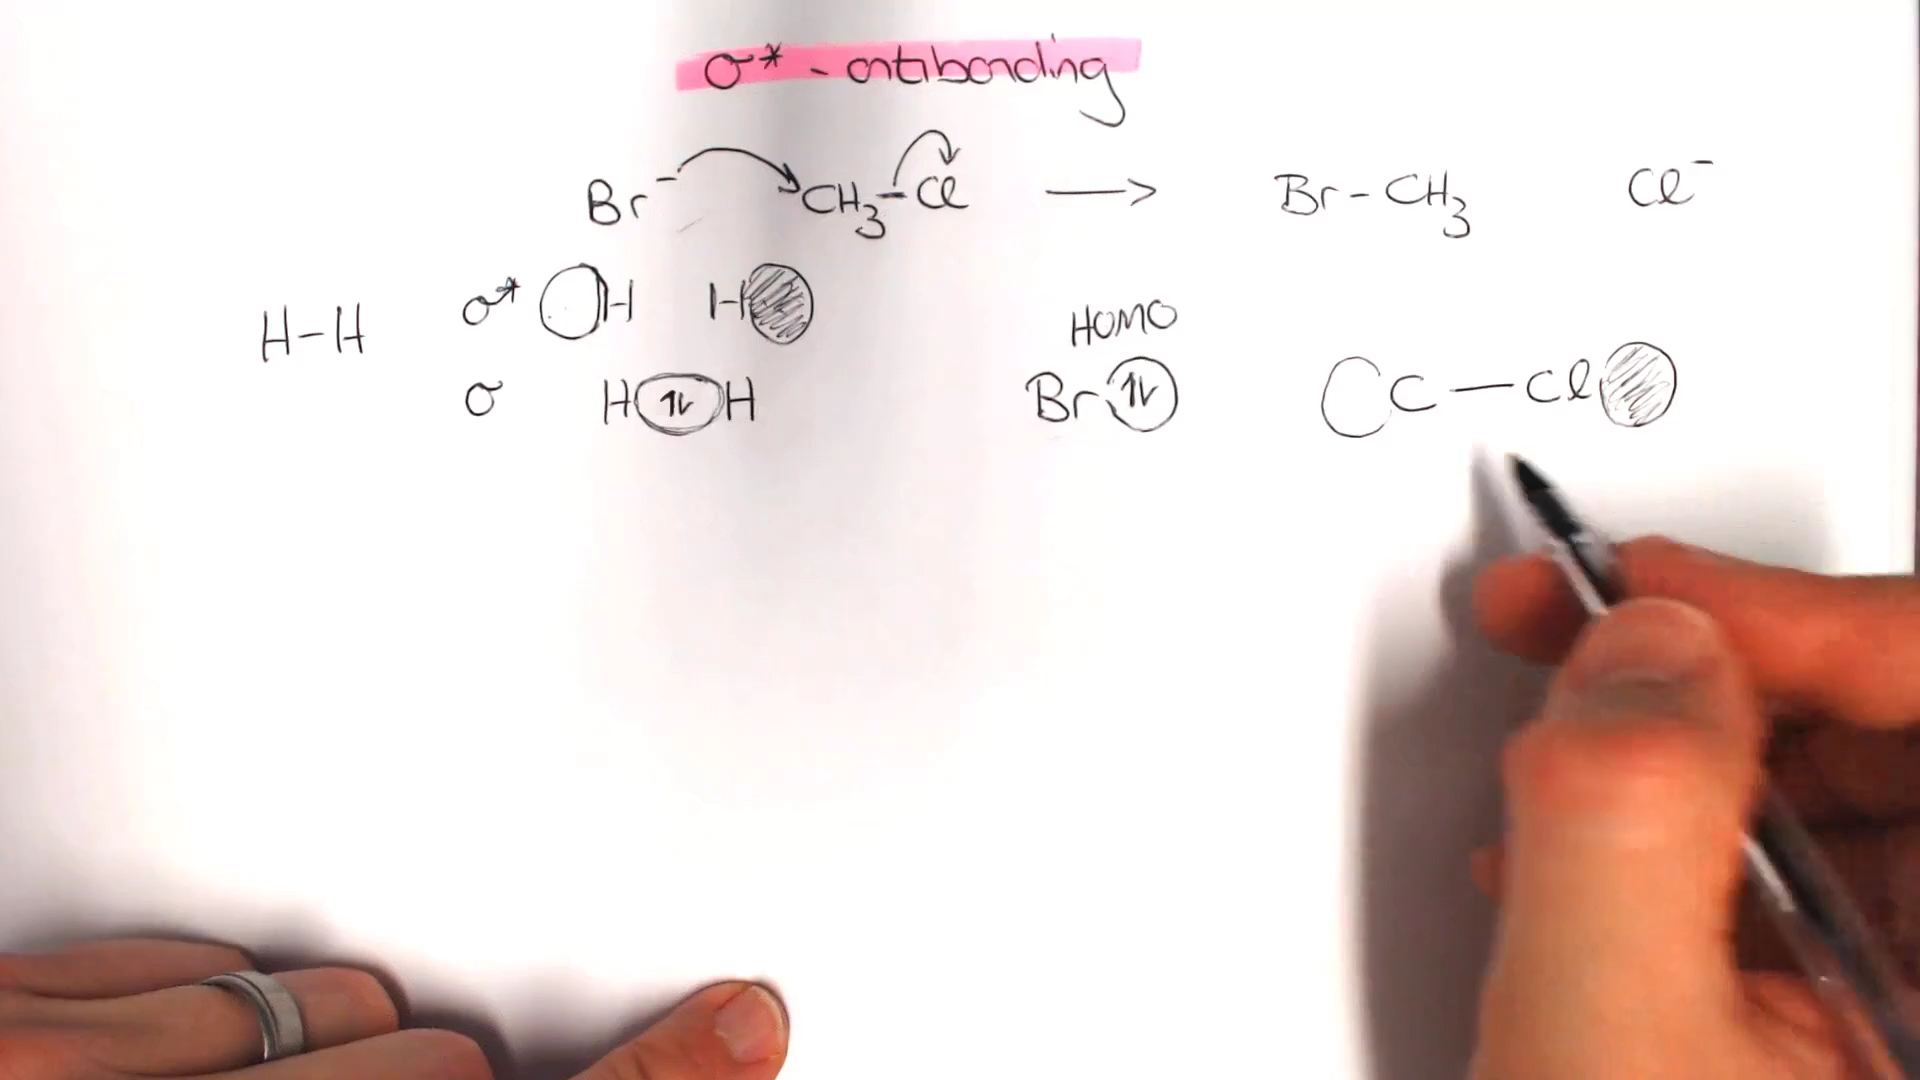 σ* - antibonding
Br⁻ CH₃-Cl → Br-CH₃ Cl⁻
H-H σ* H H HOMO
σ H ⇅ H Br ⇅ C — Cl